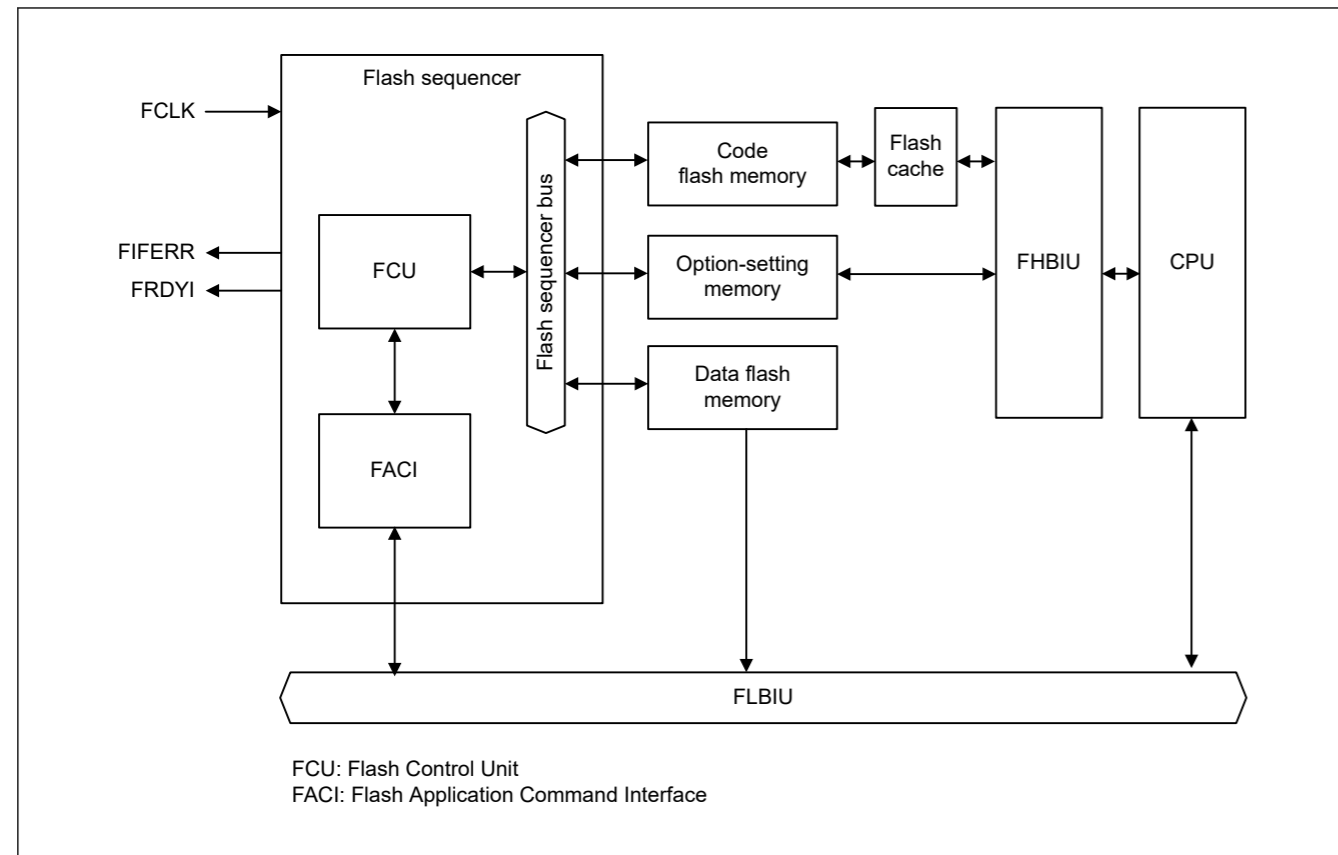 Flash sequencer
FCLK
FIFERR
FRDYI
FCU
FACI
Flash sequencer bus
Code
flash memory
Flash
cache
Option-setting
memory
Data flash
memory
FHBIU
CPU
FLBIU
FCU: Flash Control Unit
FACI: Flash Application Command Interface